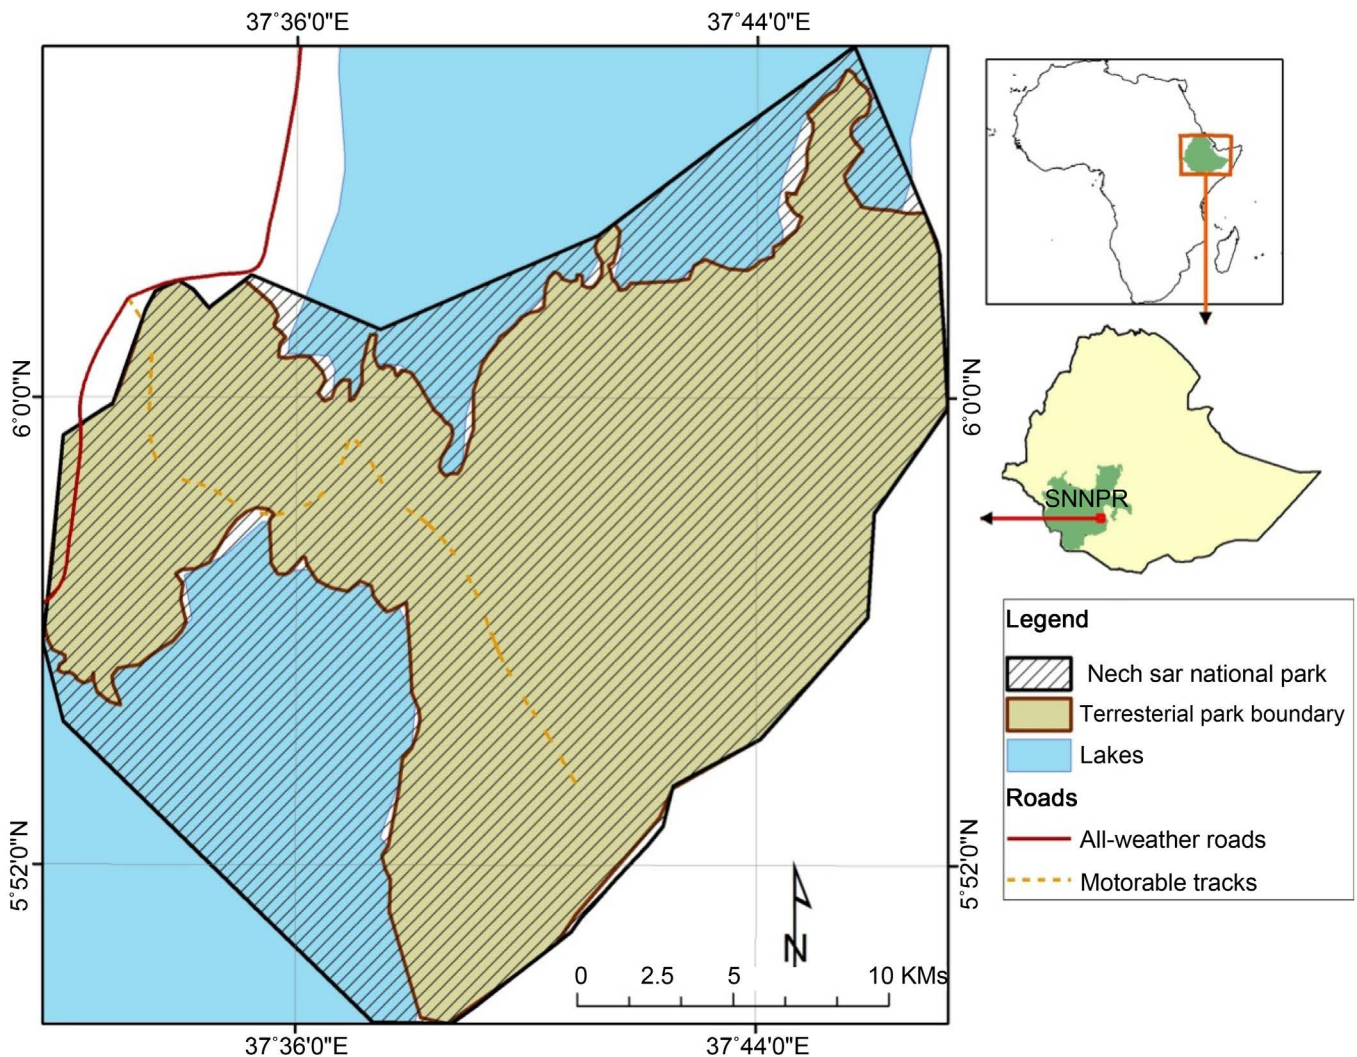 37°36'0"E
37°44'0"E
6°0'0"N
6°0'0"N
SNNPR
Legend
Nech sar national park
Terresterial park boundary
Lakes
Roads
All-weather roads
Motorable tracks
5°52'0"N
5°52'0"N
N
0 2.5 5 10 KMs
37°36'0"E
37°44'0"E